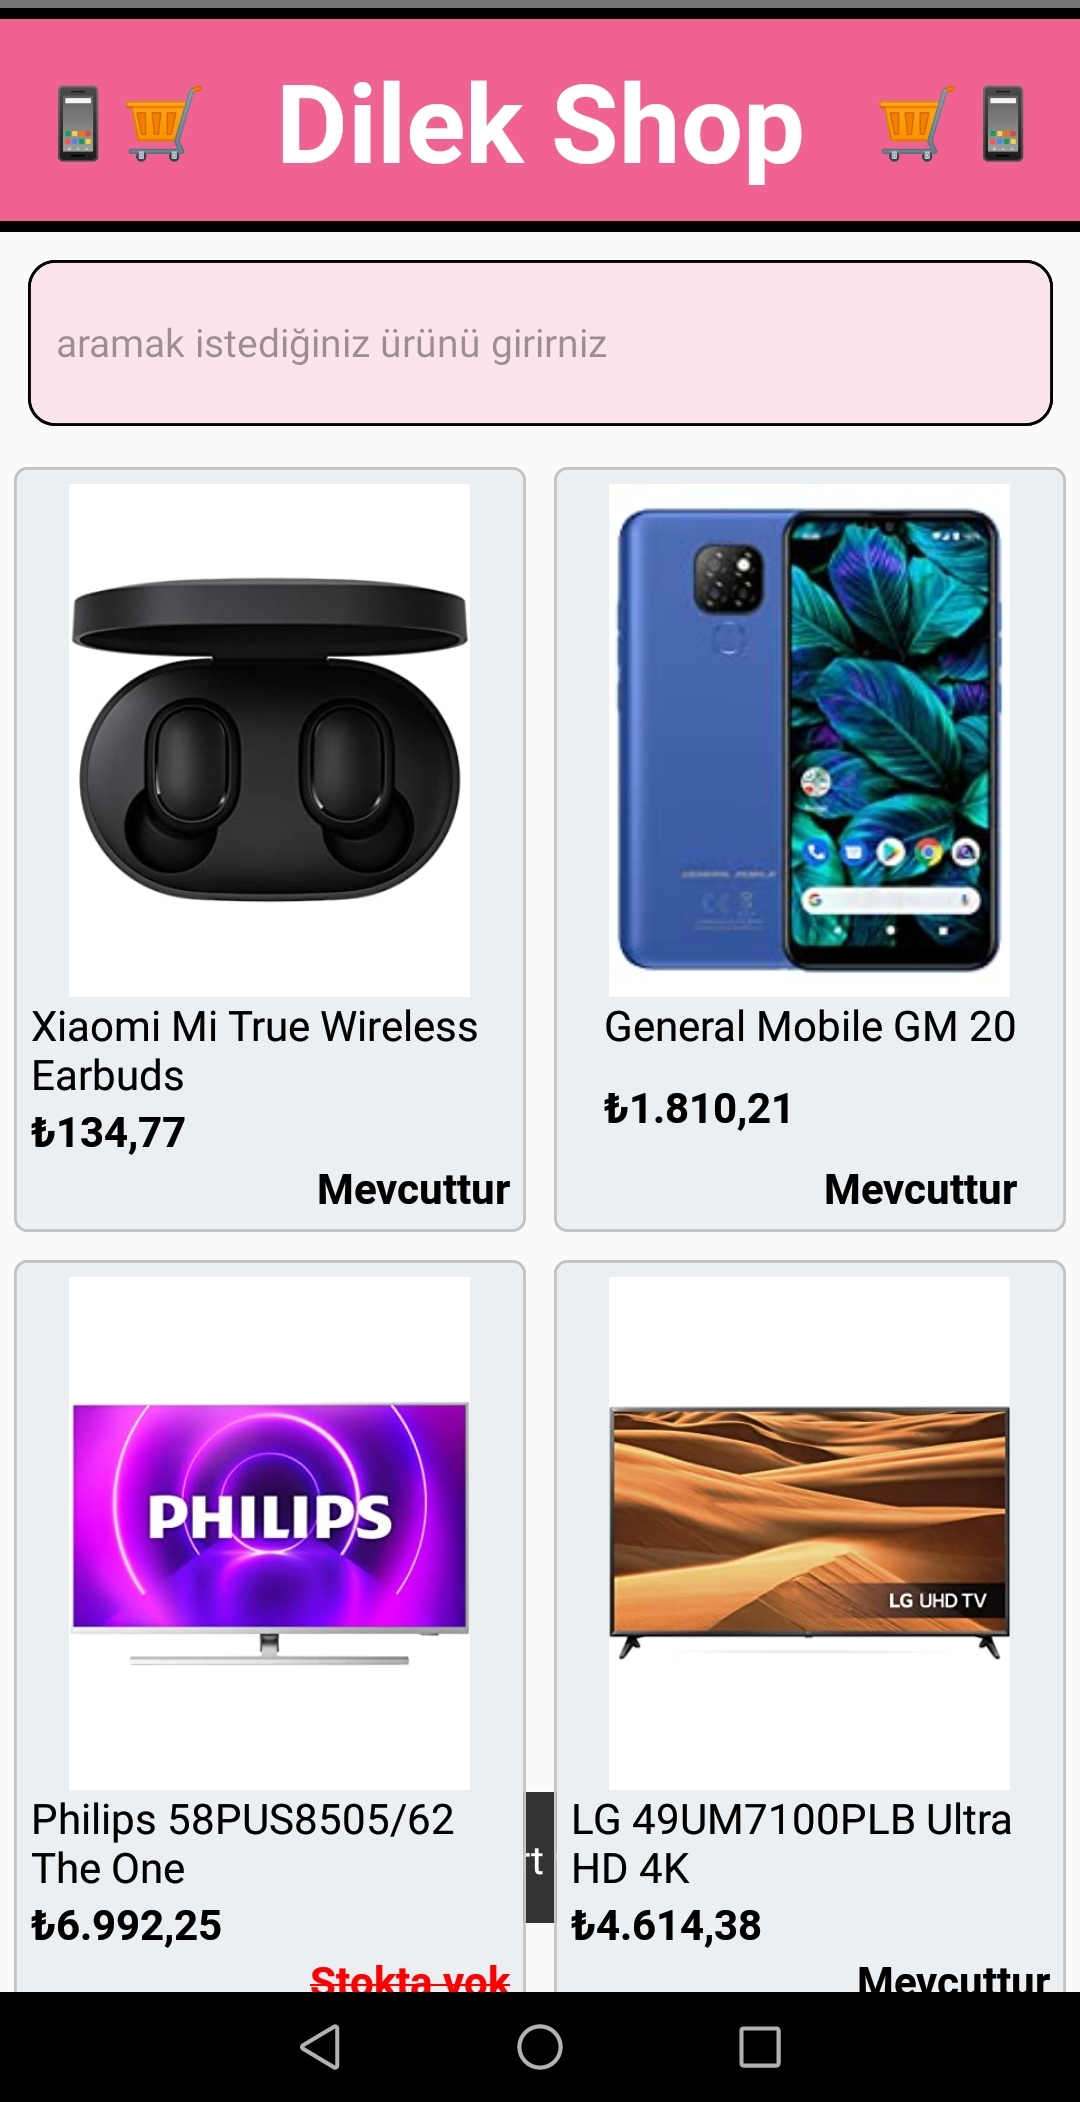 Dilek Shop
aramak istediğiniz ürünü girirniz
Xiaomi Mi True Wireless
Earbuds
₺134,77
Mevcuttur
General Mobile GM 20
₺1.810,21
Mevcuttur
PHILIPS
Philips 58PUS8505/62
The One
₺6.992,25
Stokta yok
LG UHD TV
LG 49UM7100PLB Ultra
HD 4K
₺4.614,38
Mevcuttur